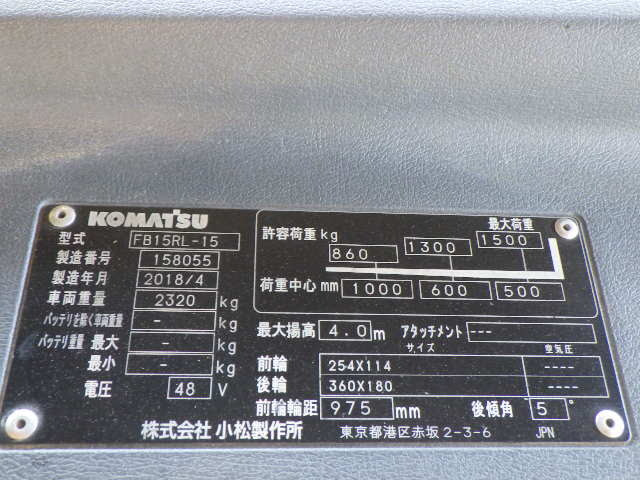 KOMATSU
型式 FB15RL-15
製造番号 158055
製造年月 2018/4
車両重量 2320 kg
バッテリを除く車両重量 - kg
バッテリ重量 最大 - kg
最小 - kg
電圧 48 V
最大荷重
許容荷重 kg 860 1300 1500
荷重中心 mm 1000 600 500
最大揚高 4.0 m アタッチメント ---
サイズ 空気圧
前輪 254X114 ----
後輪 360X180 ----
前輪輪距 975 mm 後傾角 5°
株式会社 小松製作所 東京都港区赤坂 2-3-6 JPN